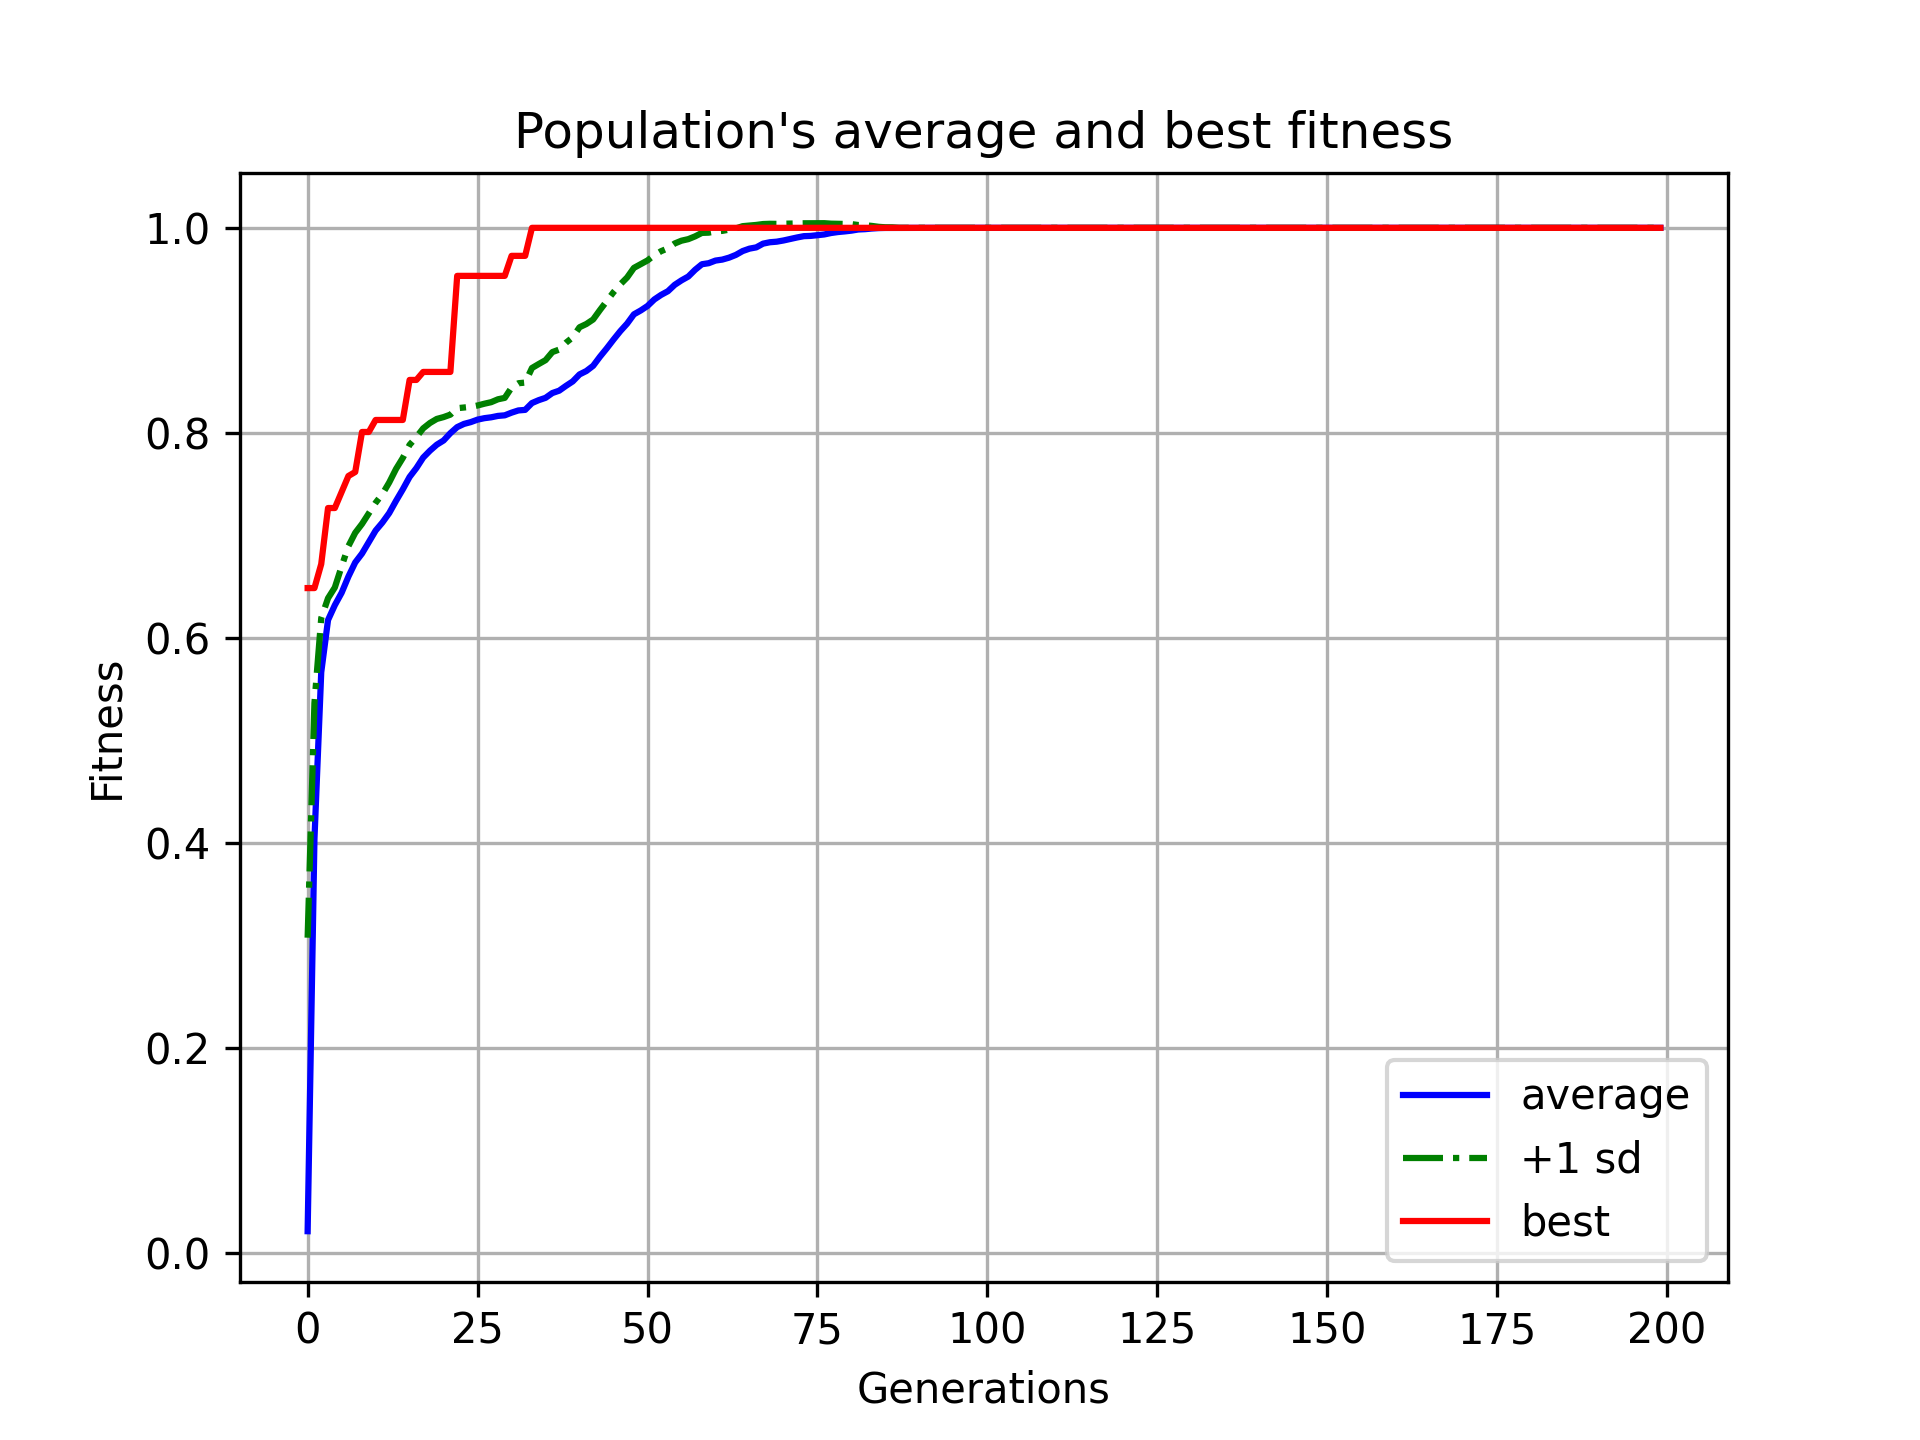 Population's average and best fitness
1.0
0.8
0.6
0.4
0.2
0.0
Fitness
0 25 50 75 100 125 150 175 200
Generations
average
+1 sd
best